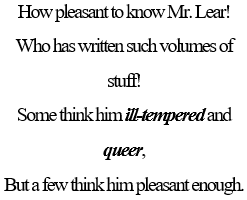 How pleasant to know Mr. Lear!
Who has written such volumes of
stuff!
Some think him ill-tempered and
queer,
But a few think him pleasant enough.